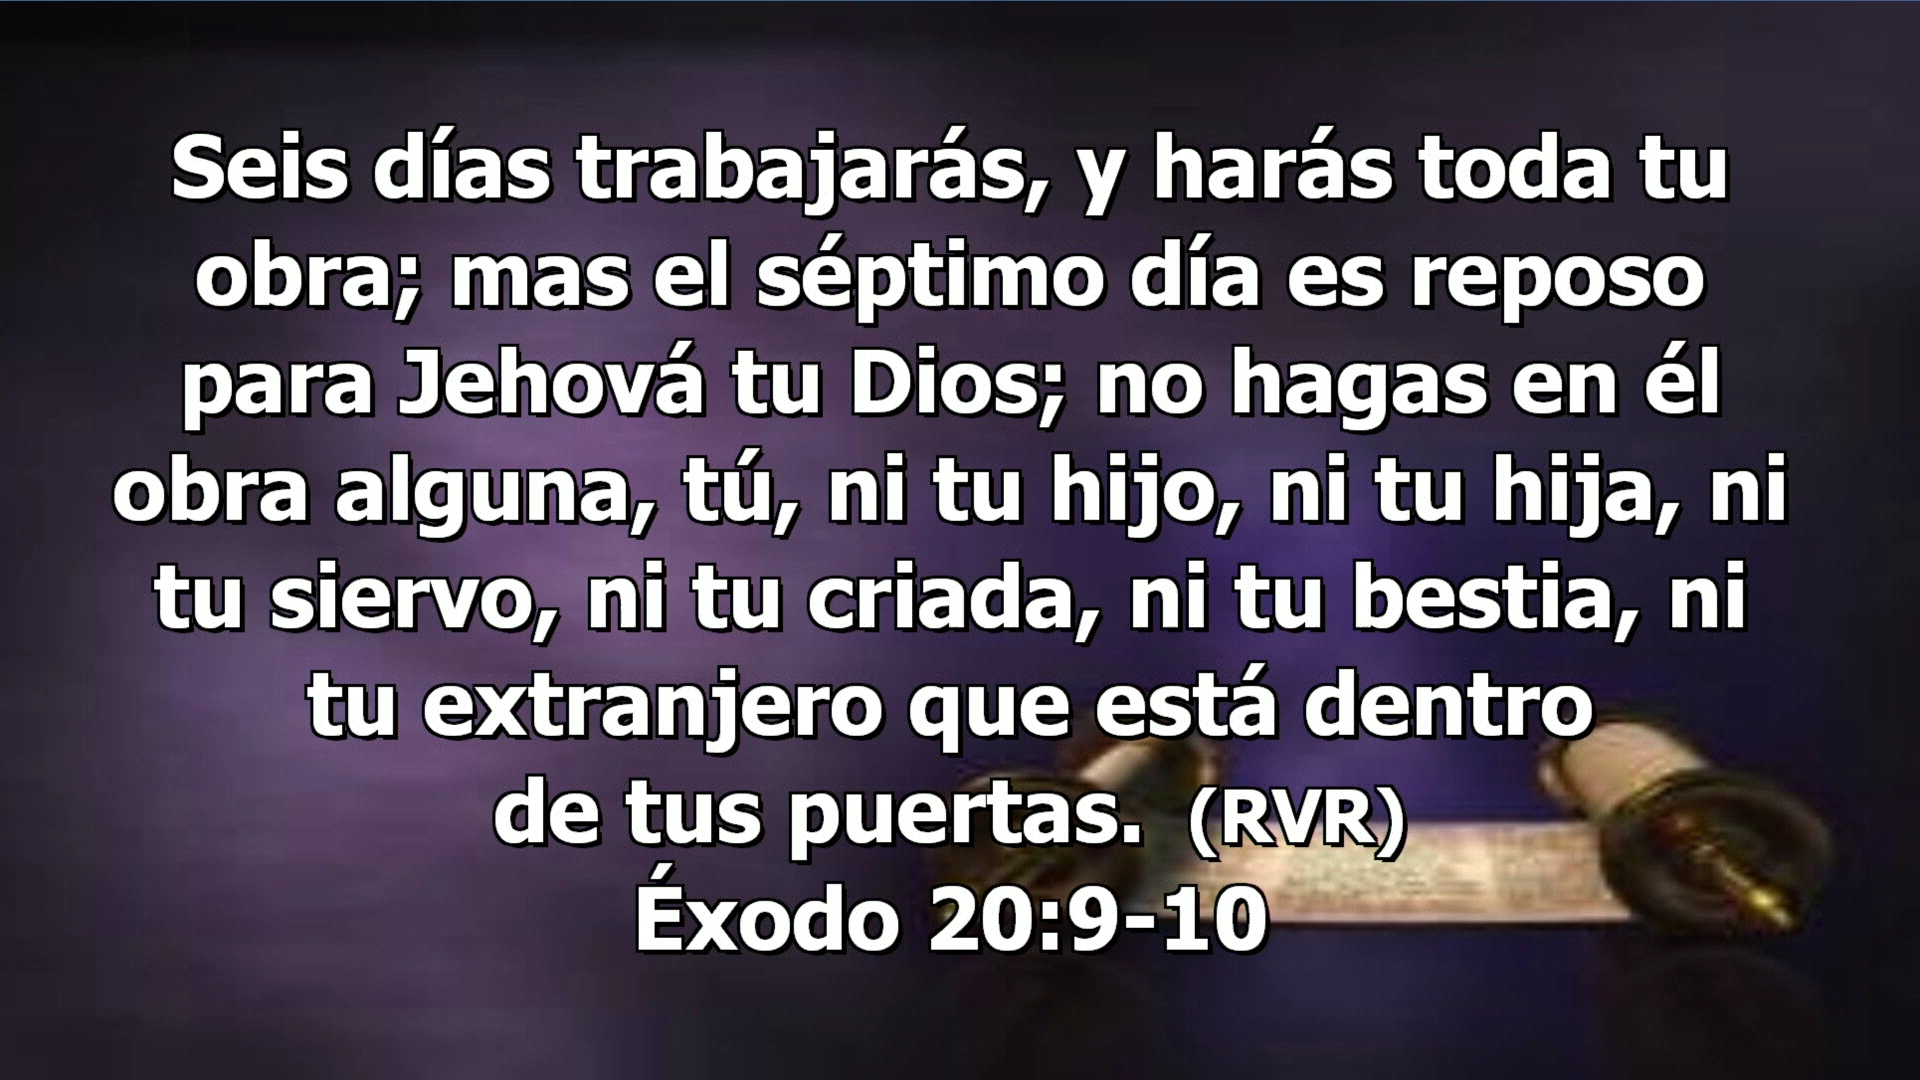 Seis días trabajarás, y harás toda tu
obra; mas el séptimo día es reposo
para Jehová tu Dios; no hagas en él
obra alguna, tú, ni tu hijo, ni tu hija, ni
tu siervo, ni tu criada, ni tu bestia, ni
tu extranjero que está dentro
de tus puertas. (RVR)
Éxodo 20:9-10